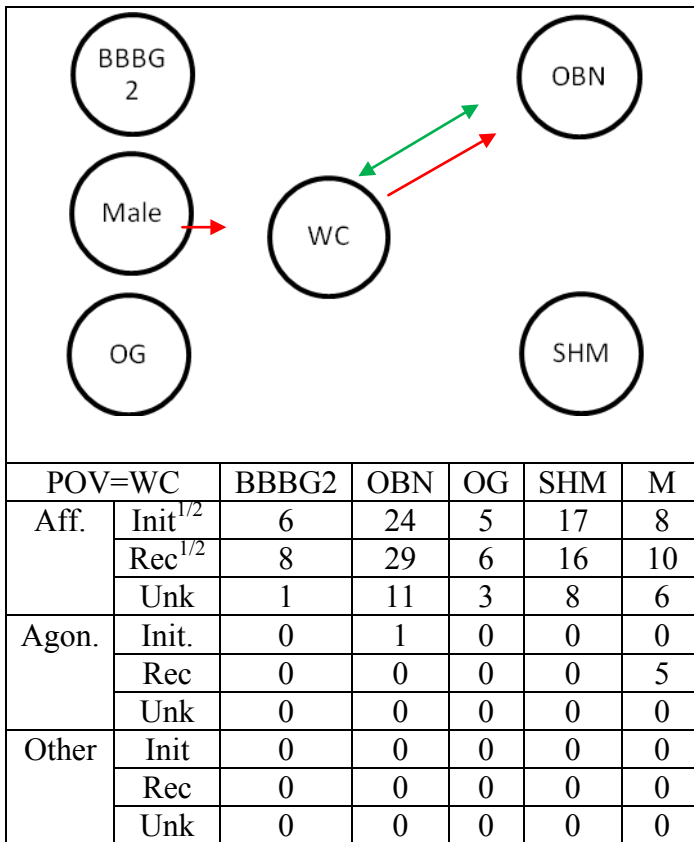 BBBG
2
OBN
Male
WC
OG
SHM
POV=WC BBBG2 OBN OG SHM M
Aff. Init1/2 6 24 5 17 8
Rec1/2 8 29 6 16 10
Unk 1 11 3 8 6
Agon. Init. 0 1 0 0 0
Rec 0 0 0 0 5
Unk 0 0 0 0 0
Other Init 0 0 0 0 0
Rec 0 0 0 0 0
Unk 0 0 0 0 0